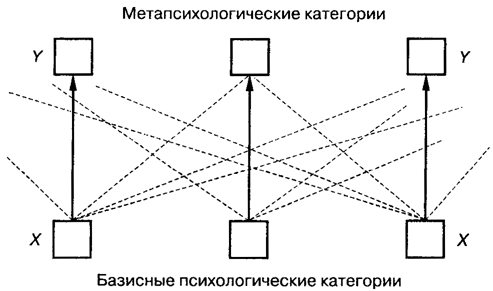 Метапсихологические категории
Y Y
X X
Базисные психологические категории